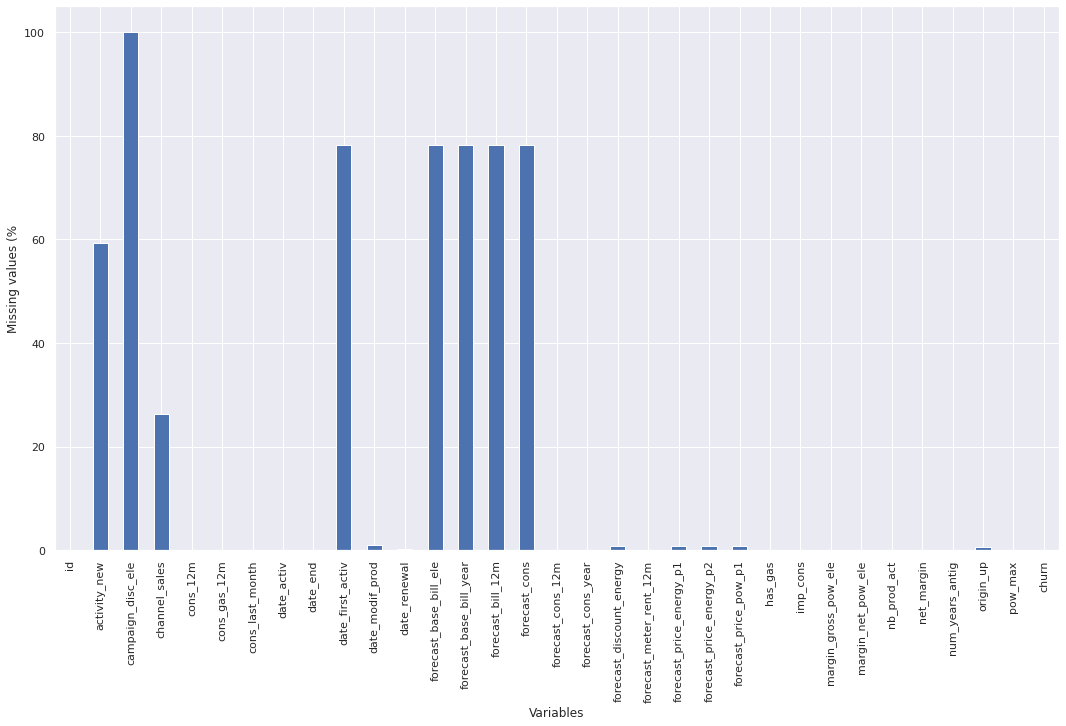 100
80
60
40
20
0
Missing values (%
id
activity_new
campaign_disc_ele
channel_sales
cons_12m
cons_gas_12m
cons_last_month
date_activ
date_end
date_first_activ
date_modif_prod
date_renewal
forecast_base_bill_ele
forecast_base_bill_year
forecast_bill_12m
forecast_cons
forecast_cons_12m
forecast_cons_year
forecast_discount_energy
forecast_meter_rent_12m
forecast_price_energy_p1
forecast_price_energy_p2
forecast_price_pow_p1
has_gas
imp_cons
margin_gross_pow_ele
margin_net_pow_ele
nb_prod_act
net_margin
num_years_antig
origin_up
pow_max
churn
Variables